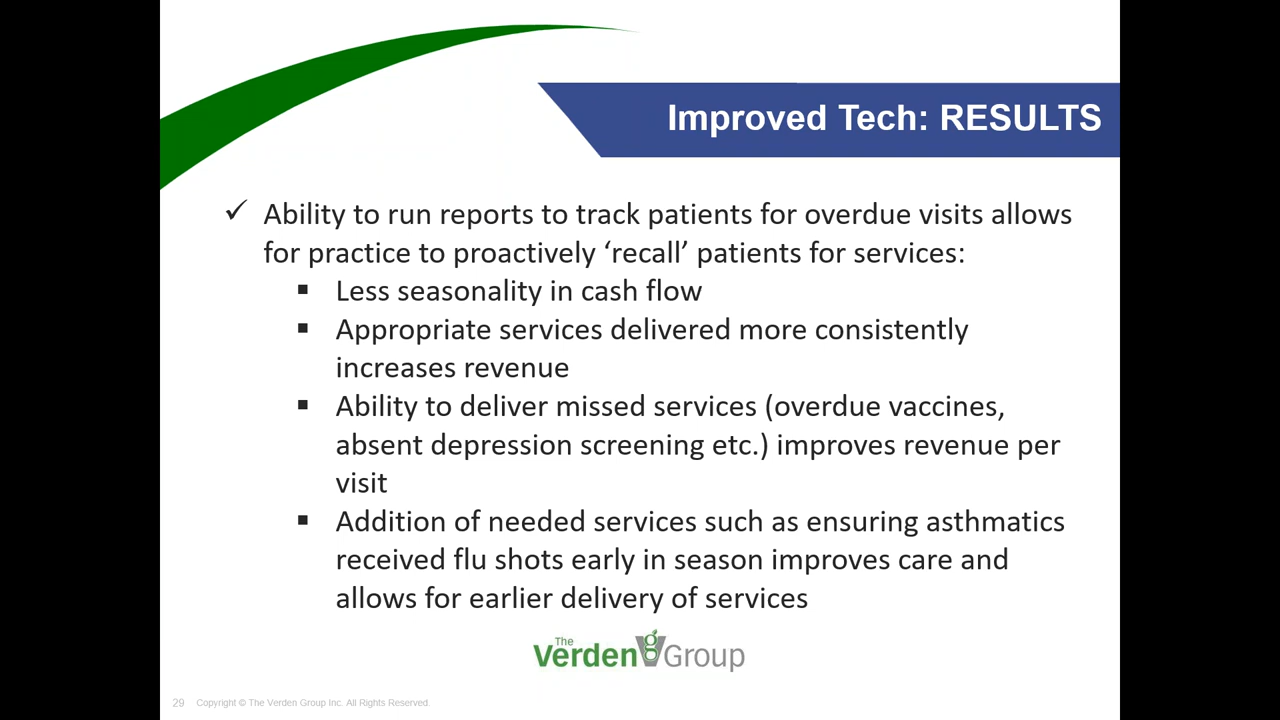 Improved Tech: RESULTS
✓ Ability to run reports to track patients for overdue visits allows
for practice to proactively ‘recall’ patients for services:
▪ Less seasonality in cash flow
▪ Appropriate services delivered more consistently
increases revenue
▪ Ability to deliver missed services (overdue vaccines,
absent depression screening etc.) improves revenue per
visit
▪ Addition of needed services such as ensuring asthmatics
received flu shots early in season improves care and
allows for earlier delivery of services
The
Verden Group
29 Copyright © The Verden Group Inc. All Rights Reserved.